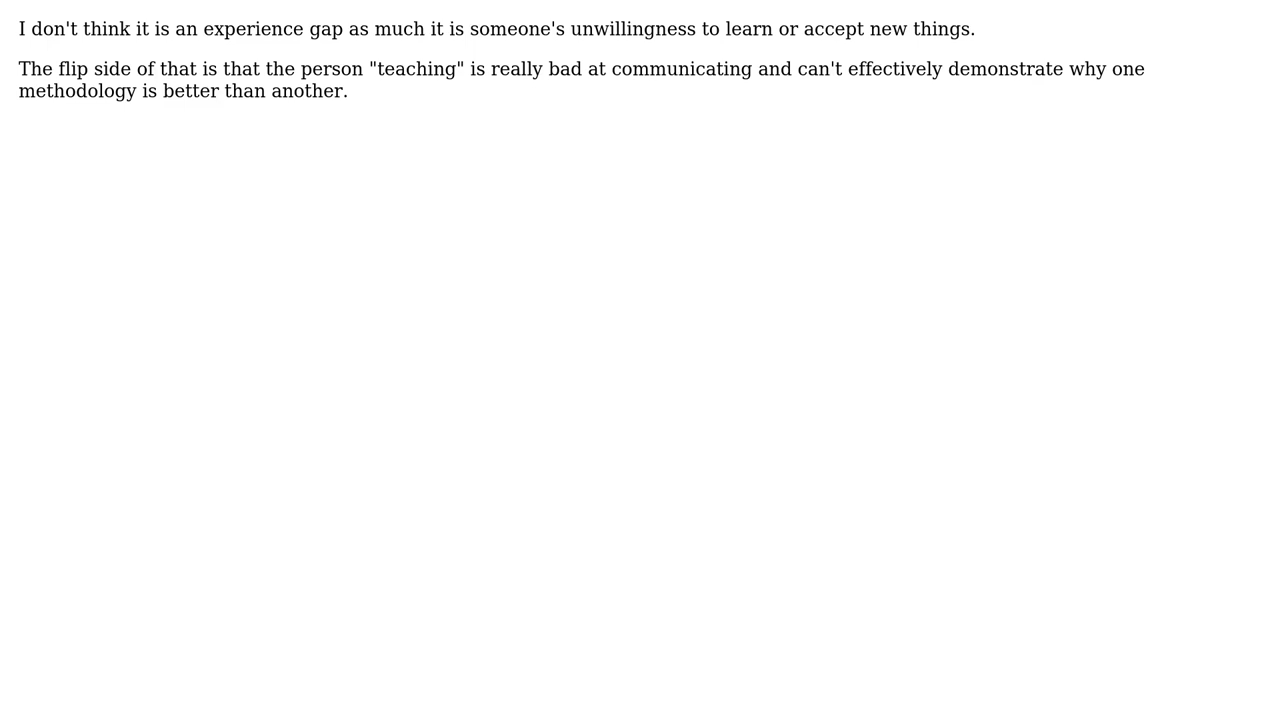 I don't think it is an experience gap as much it is someone's unwillingness to learn or accept new things.
The flip side of that is that the person "teaching" is really bad at communicating and can't effectively demonstrate why one
methodology is better than another.